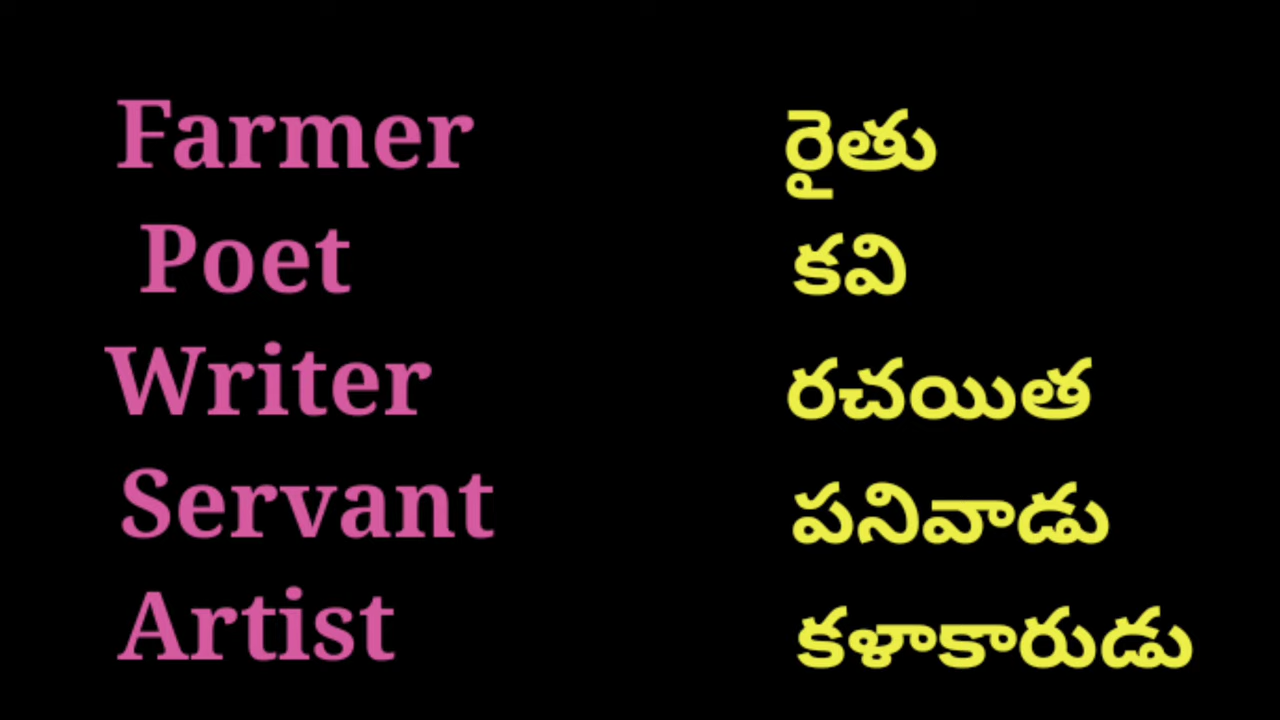 Farmer రైతు
Poet కవి
Writer రచయిత
Servant పనివాడు
Artist కళాకారుడు